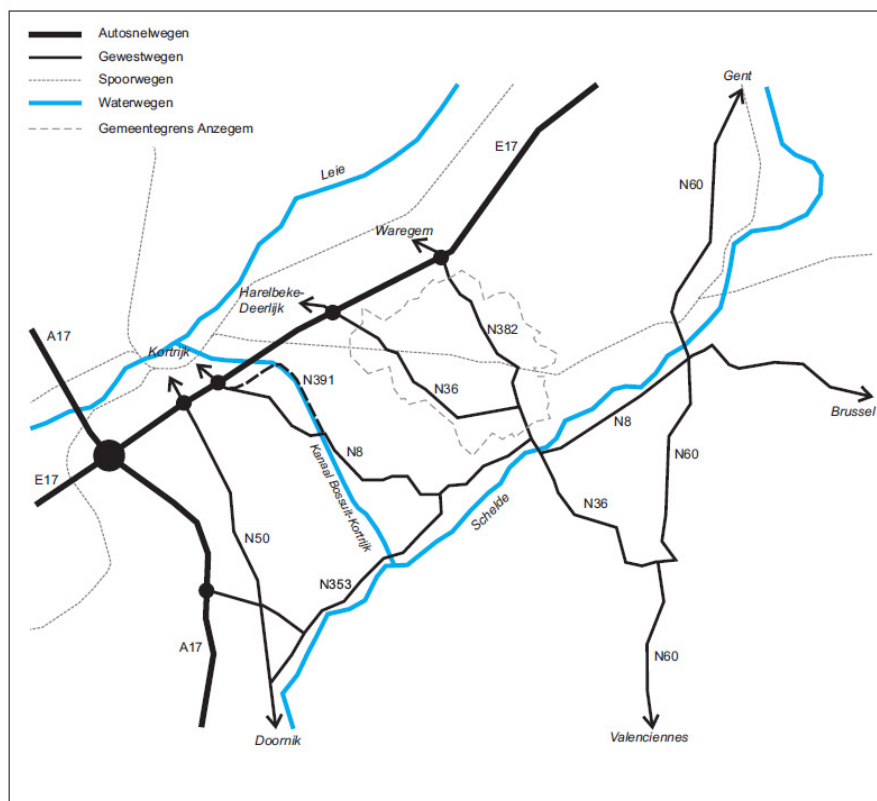 Autosnelwegen
Gewestwegen
Spoorwegen
Waterwegen
Gemeentegrens Anzegem
Gent
E17
Leie
N60
Waregem
Harelbeke-
Deerlijk
A17
N382
Kortrijk
N391
N36
Brussel
N8
N8
N60
E17
Kanaal Bossuit-Kortrijk
Schelde
N36
N50
N353
A17
N60
Doornik
Valenciennes